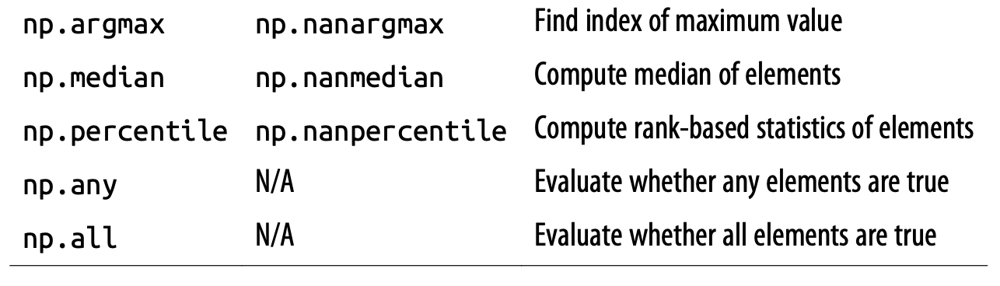 np.argmax np.nanargmax Find index of maximum value
np.median np.nanmedian Compute median of elements
np.percentile np.nanpercentile Compute rank-based statistics of elements
np.any N/A Evaluate whether any elements are true
np.all N/A Evaluate whether all elements are true